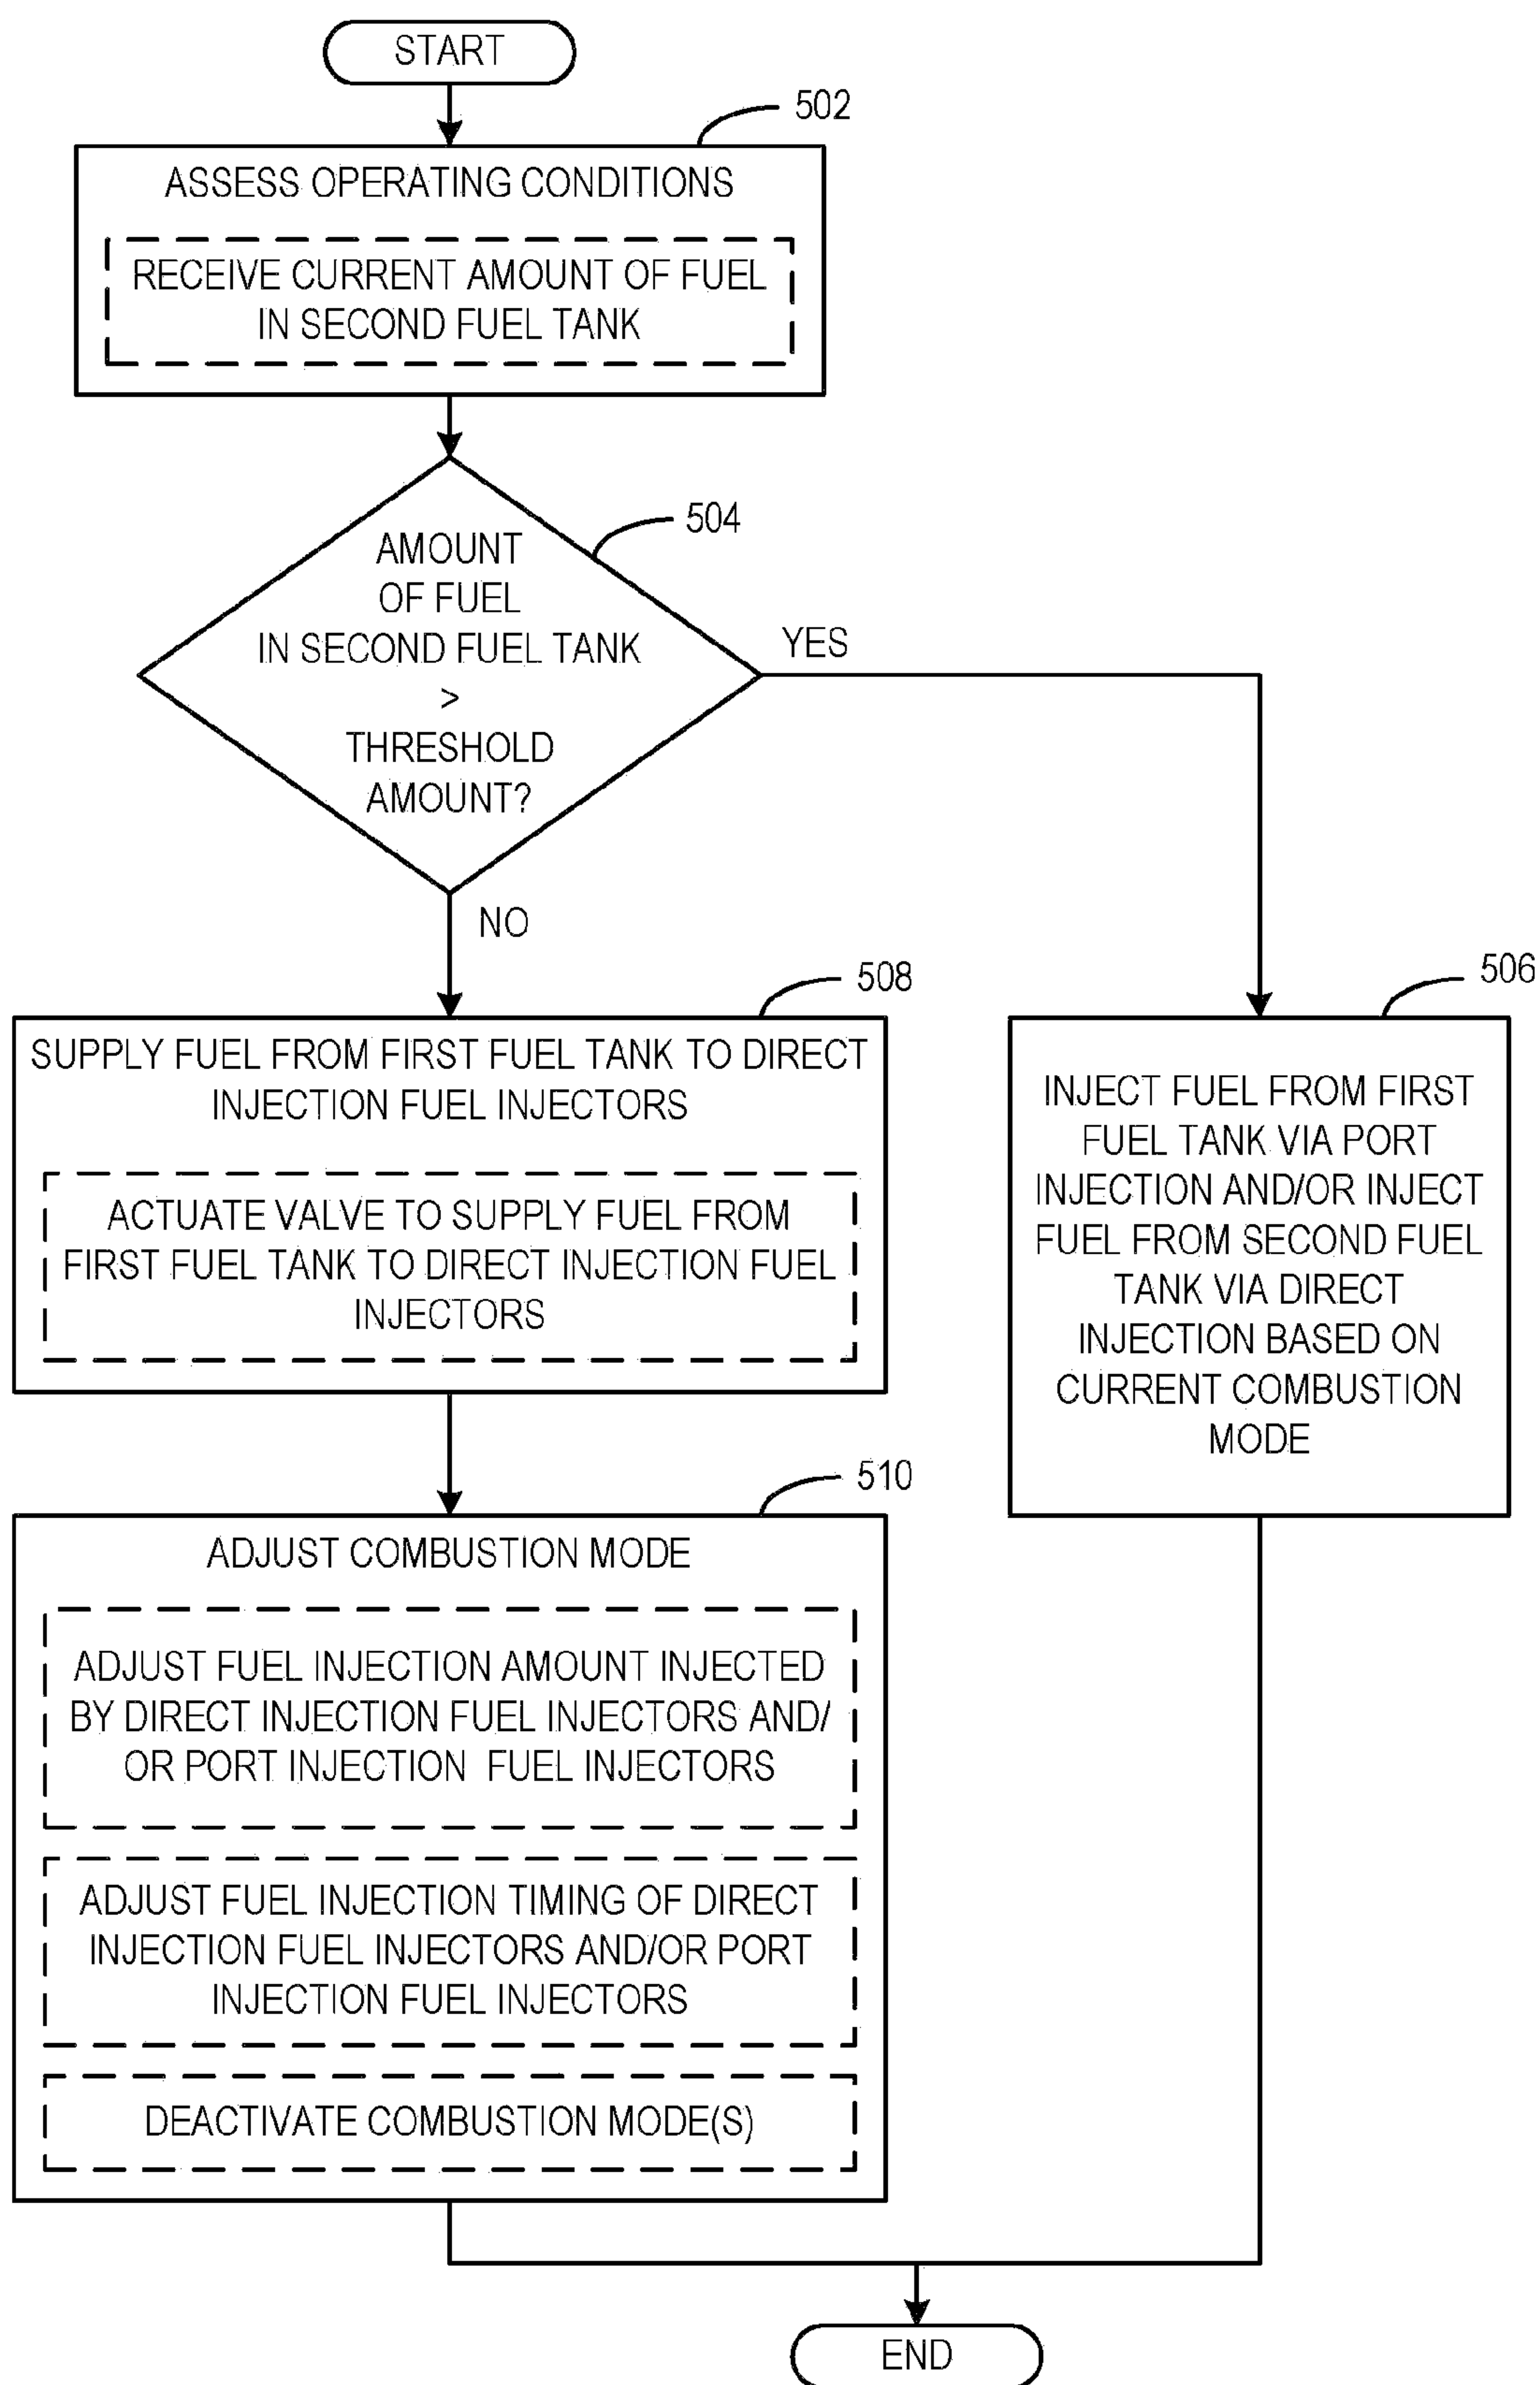 START
502
ASSESS OPERATING CONDITIONS
RECEIVE CURRENT AMOUNT OF FUEL
IN SECOND FUEL TANK
504
AMOUNT
OF FUEL
IN SECOND FUEL TANK
>
THRESHOLD
AMOUNT?
YES
NO
508
SUPPLY FUEL FROM FIRST FUEL TANK TO DIRECT
INJECTION FUEL INJECTORS
ACTUATE VALVE TO SUPPLY FUEL FROM
FIRST FUEL TANK TO DIRECT INJECTION FUEL
INJECTORS
506
INJECT FUEL FROM FIRST
FUEL TANK VIA PORT
INJECTION AND/OR INJECT
FUEL FROM SECOND FUEL
TANK VIA DIRECT
INJECTION BASED ON
CURRENT COMBUSTION
MODE
510
ADJUST COMBUSTION MODE
ADJUST FUEL INJECTION AMOUNT INJECTED
BY DIRECT INJECTION FUEL INJECTORS AND/
OR PORT INJECTION FUEL INJECTORS
ADJUST FUEL INJECTION TIMING OF DIRECT
INJECTION FUEL INJECTORS AND/OR PORT
INJECTION FUEL INJECTORS
DEACTIVATE COMBUSTION MODE(S)
END